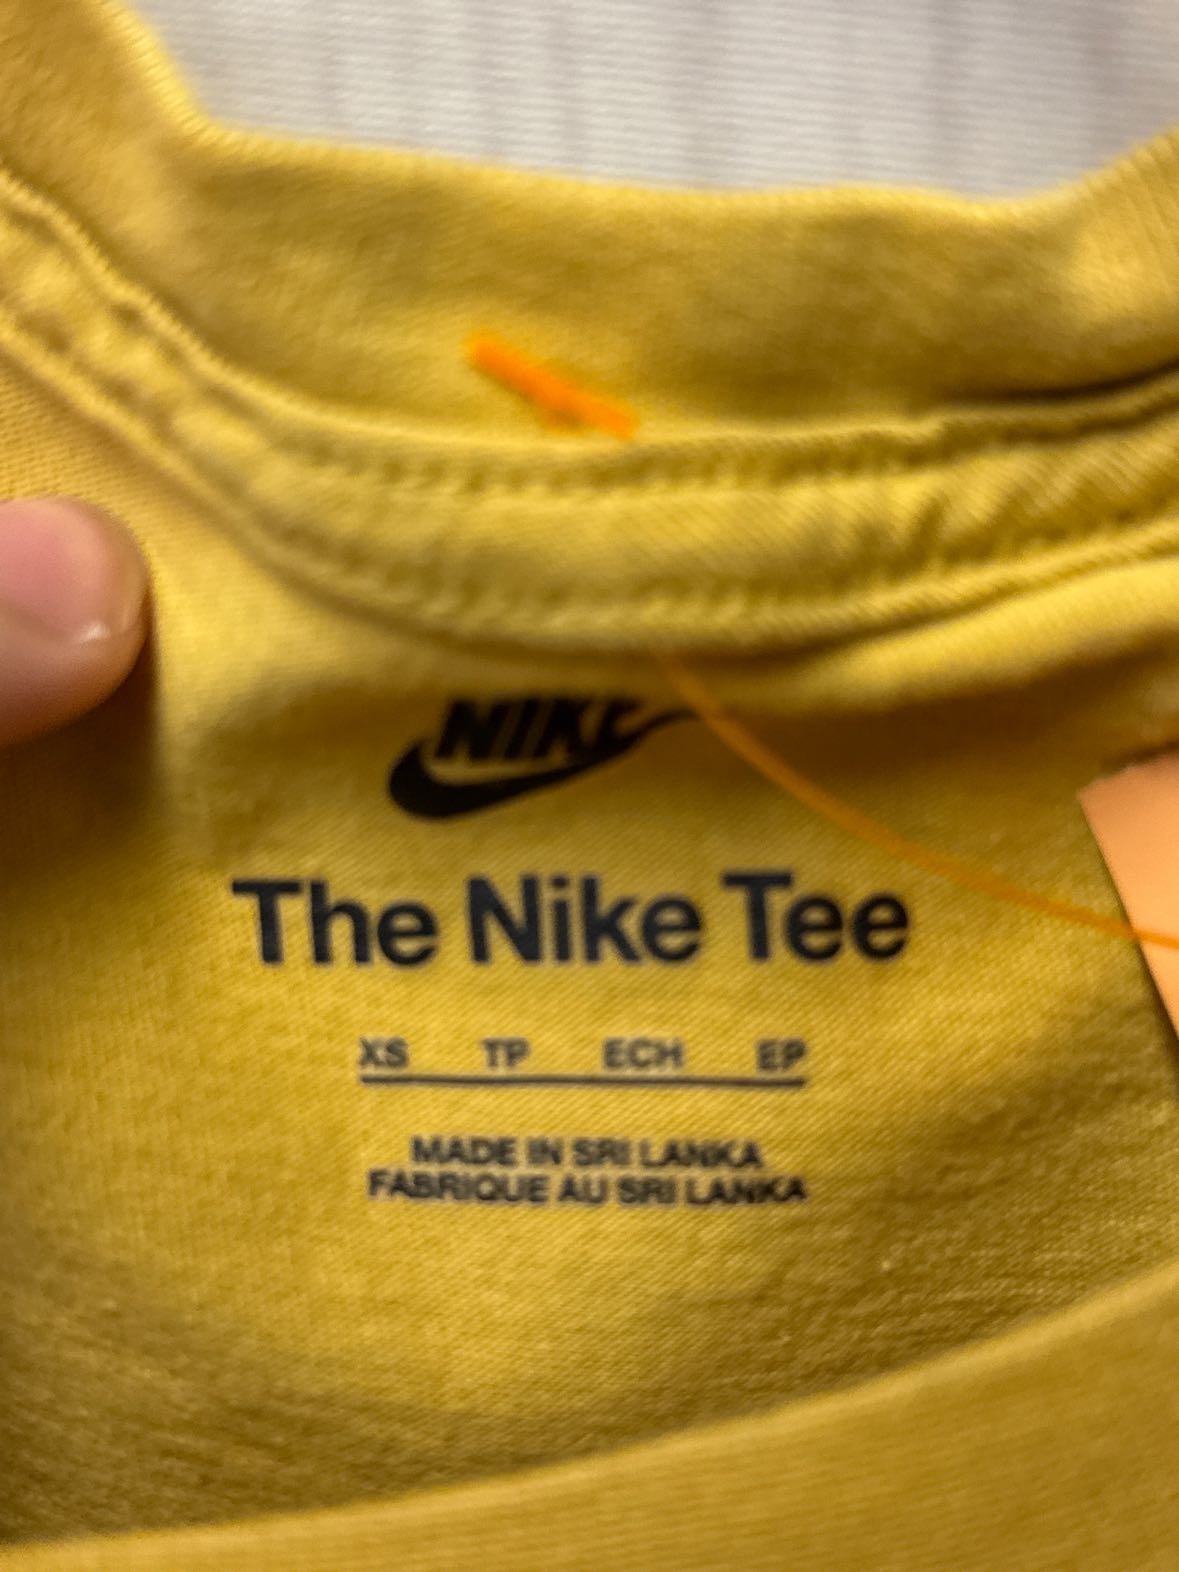 NIKE
The Nike Tee
XS TP ECH EP
MADE IN SRI LANKA
FABRIQUE AU SRI LANKA